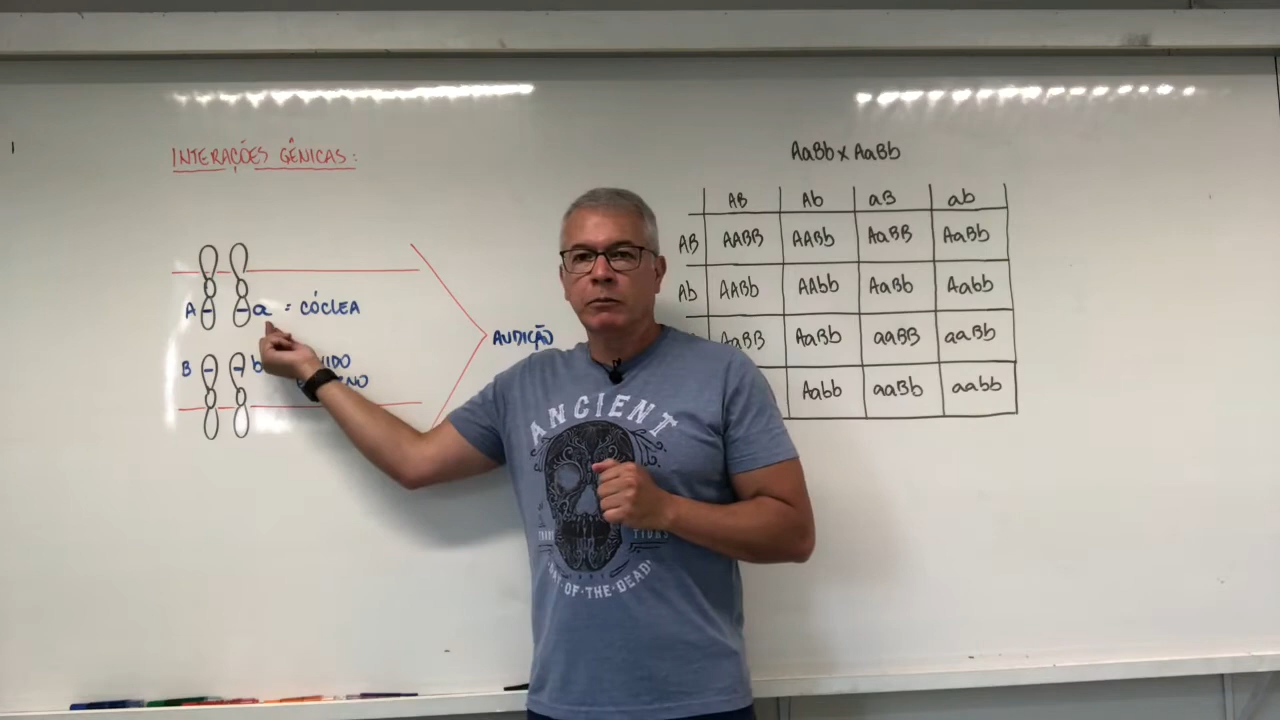 INTERAÇÕES GÊNICAS:
A a = CÓCLEA
B b
AUDIÇÃO
AaBb x AaBb
AB Ab aB ab
AB AABB AABb AaBB AaBb
Ab AABb AAbb AaBb Aabb
AaBB AaBb aaBB aaBb
Aabb aaBb aabb
ANCIENT
DAY·OF·THE·DEAD